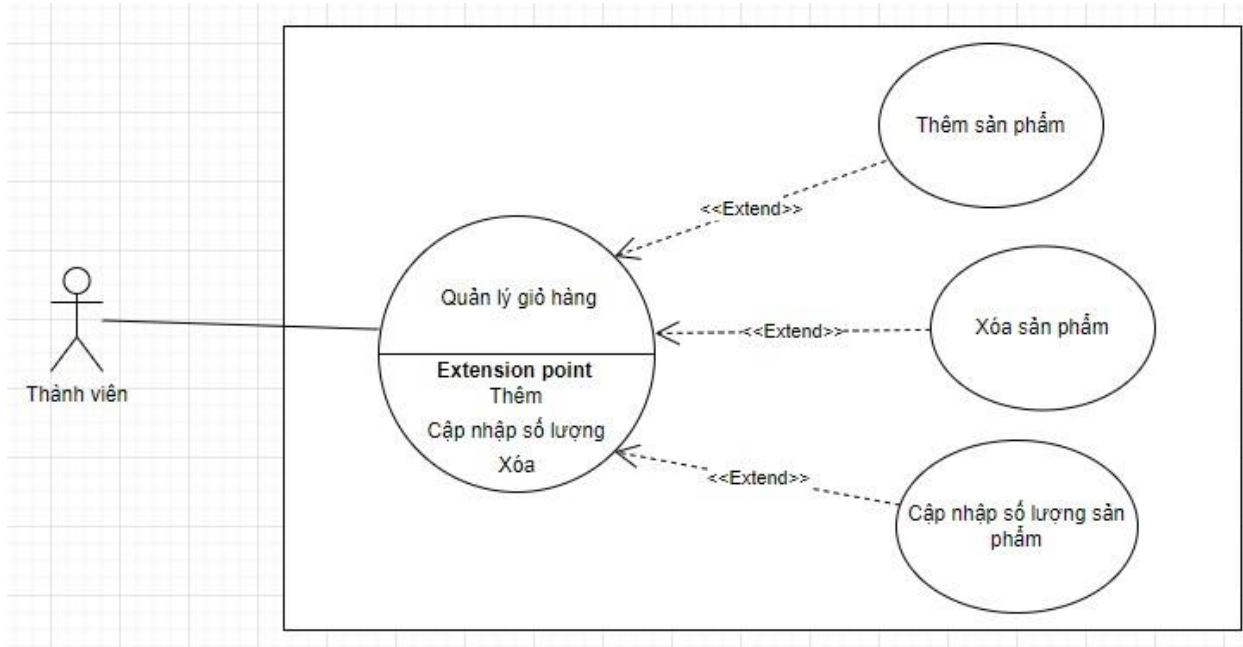 Thành viên
Quản lý giỏ hàng
Extension point
Thêm
Cập nhập số lượng
Xóa
<<Extend>>
<<Extend>>
<<Extend>>
Thêm sản phẩm
Xóa sản phẩm
Cập nhập số lượng sản
phẩm